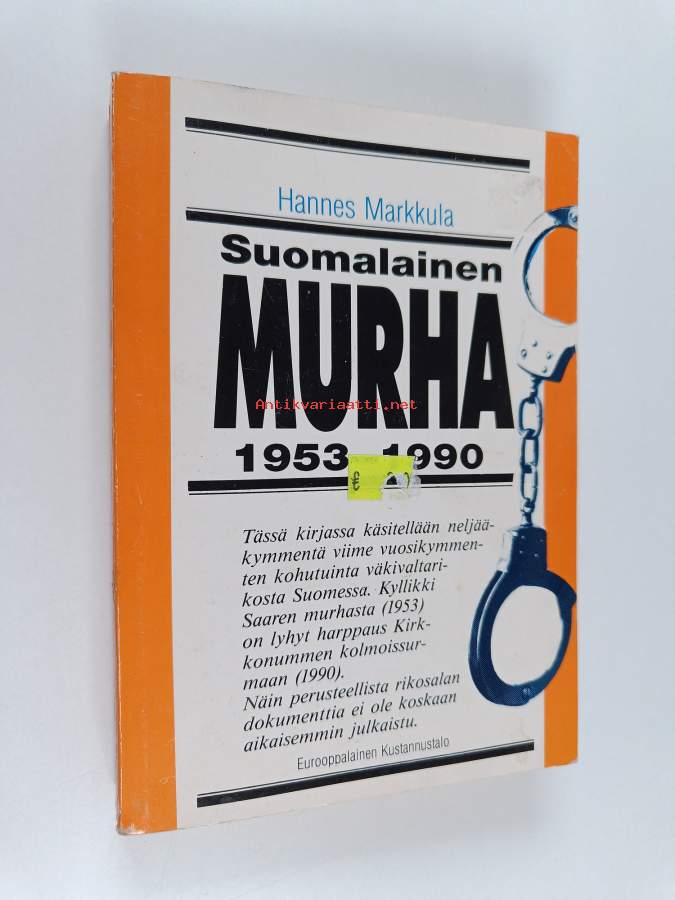 Hannes Markkula
Suomalainen
MURHA
Antikvariaatti.net
1953-1990
Tässä kirjassa käsitellään neljää-
kymmentä viime vuosikymmen-
ten kohutuinta väkivaltari-
kosta Suomessa. Kyllikki
Saaren murhasta (1953)
on lyhyt harppaus Kirk-
konummen kolmoissur-
maan (1990).
Näin perusteellista rikosalan
dokumenttia ei ole koskaan
aikaisemmin julkaistu.
Eurooppalainen Kustannustalo